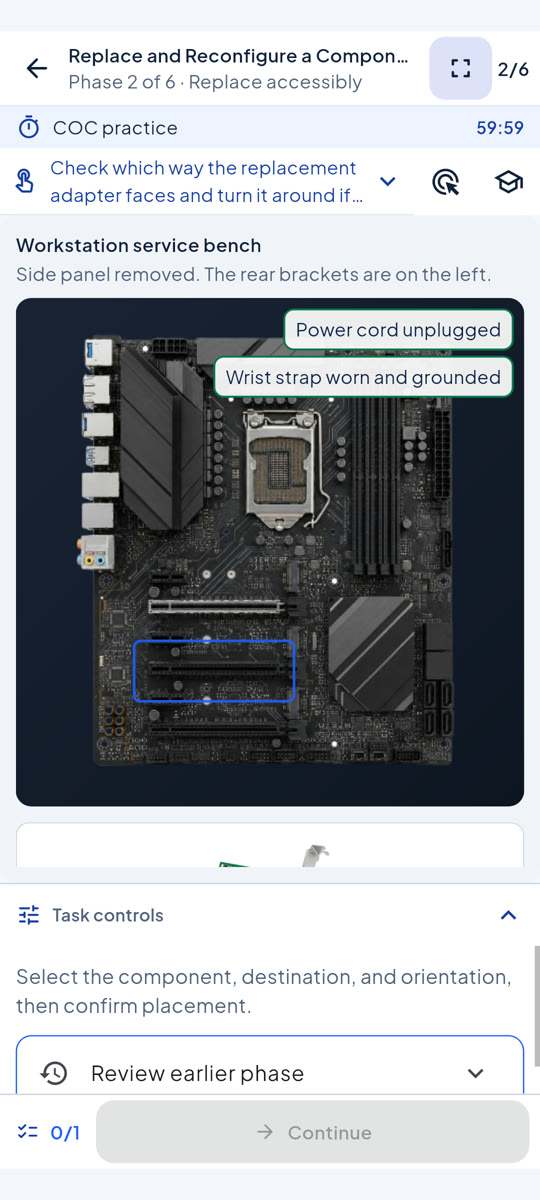 Replace and Reconfigure a Compon…
Phase 2 of 6 · Replace accessibly
2/6
COC practice
59:59
Check which way the replacement
adapter faces and turn it around if…
Workstation service bench
Side panel removed. The rear brackets are on the left.
Power cord unplugged
Wrist strap worn and grounded
Task controls
Select the component, destination, and orientation,
then confirm placement.
Review earlier phase
0/1
Continue